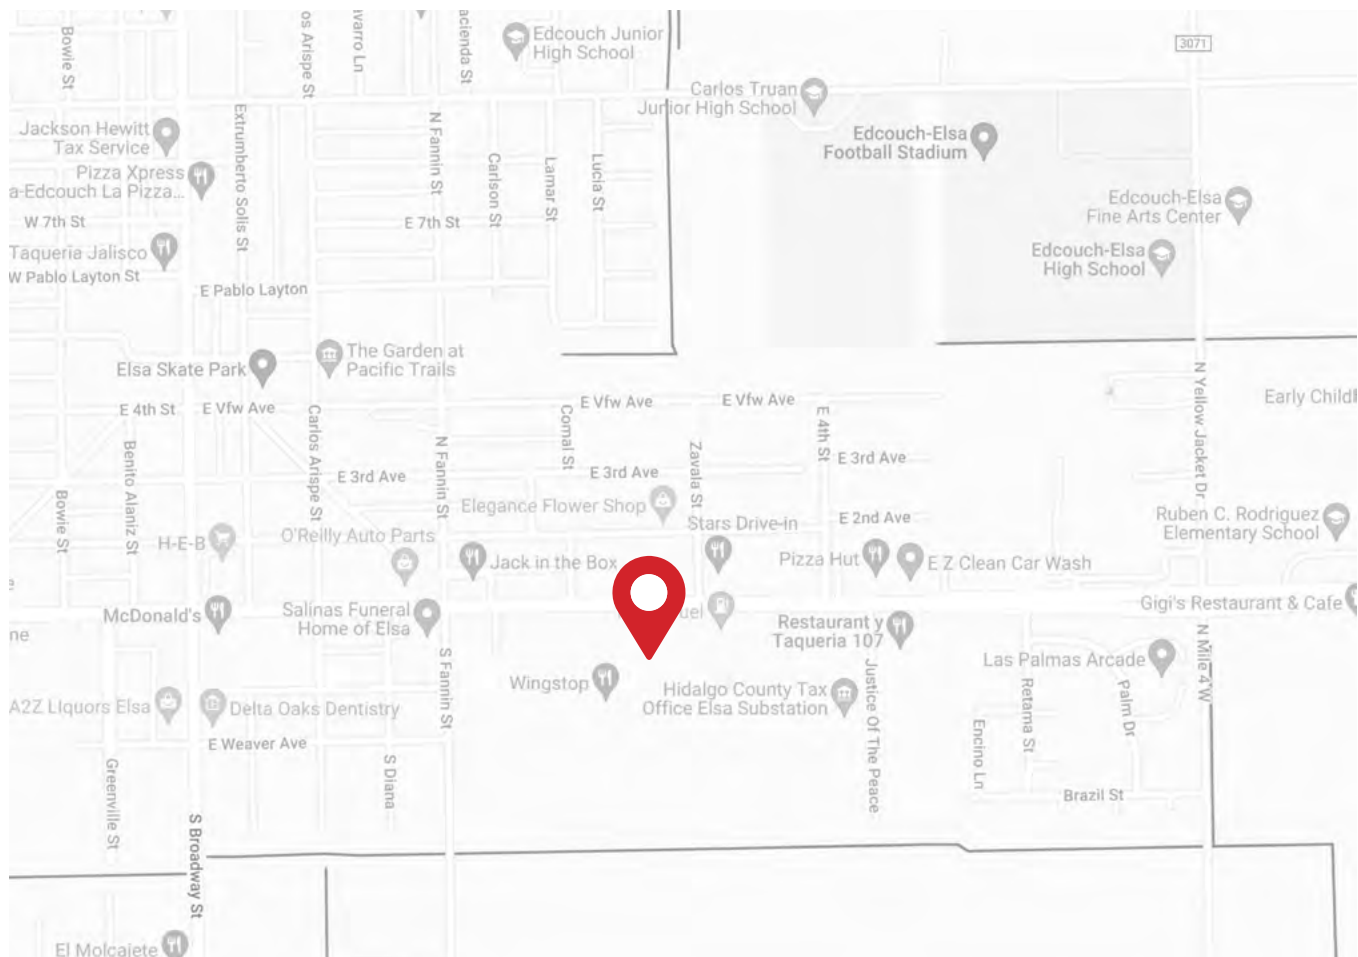 Bowie St
os Arispe St
avarro Ln
acienda St
Edcouch Junior
High School
3071
Carlos Truan
Junior High School
Edcouch-Elsa
Football Stadium
Jackson Hewitt
Tax Service
Extrumberto Solis St
N Fannin St
Carlson St
Lamar St
Lucia St
Pizza Xpress
a-Edcouch La Pizza...
Edcouch-Elsa
Fine Arts Center
W 7th St
E 7th St
Taqueria Jalisco
Edcouch-Elsa
High School
W Pablo Layton St
E Pablo Layton
The Garden at
Pacific Trails
Elsa Skate Park
N Yellow Jacket Dr
Early Child
E 4th St
E Vfw Ave
E Vfw Ave
E Vfw Ave
Carlos Arispe St
Comal St
E 4th St
Benito Alaniz St
N Fannin St
Zavala St
E 3rd Ave
E 3rd Ave
E 3rd Ave
Bowie St
Elegance Flower Shop
E 2nd Ave
Stars Drive-in
Ruben C. Rodriguez
Elementary School
O'Reilly Auto Parts
H-E-B
Jack in the Box
Pizza Hut
E Z Clean Car Wash
McDonald's
Salinas Funeral
Home of Elsa
uel
Gigi's Restaurant & Cafe
Restaurant y
Taqueria 107
ne
N Mile 4 W
S Fannin St
Las Palmas Arcade
Wingstop
Hidalgo County Tax
Office Elsa Substation
Justice Of The Peace
Retama St
Palm Dr
A2Z Liquors Elsa
Delta Oaks Dentistry
Encino Ln
E Weaver Ave
Greenville St
S Diana
Brazil St
S Broadway St
El Molcajete